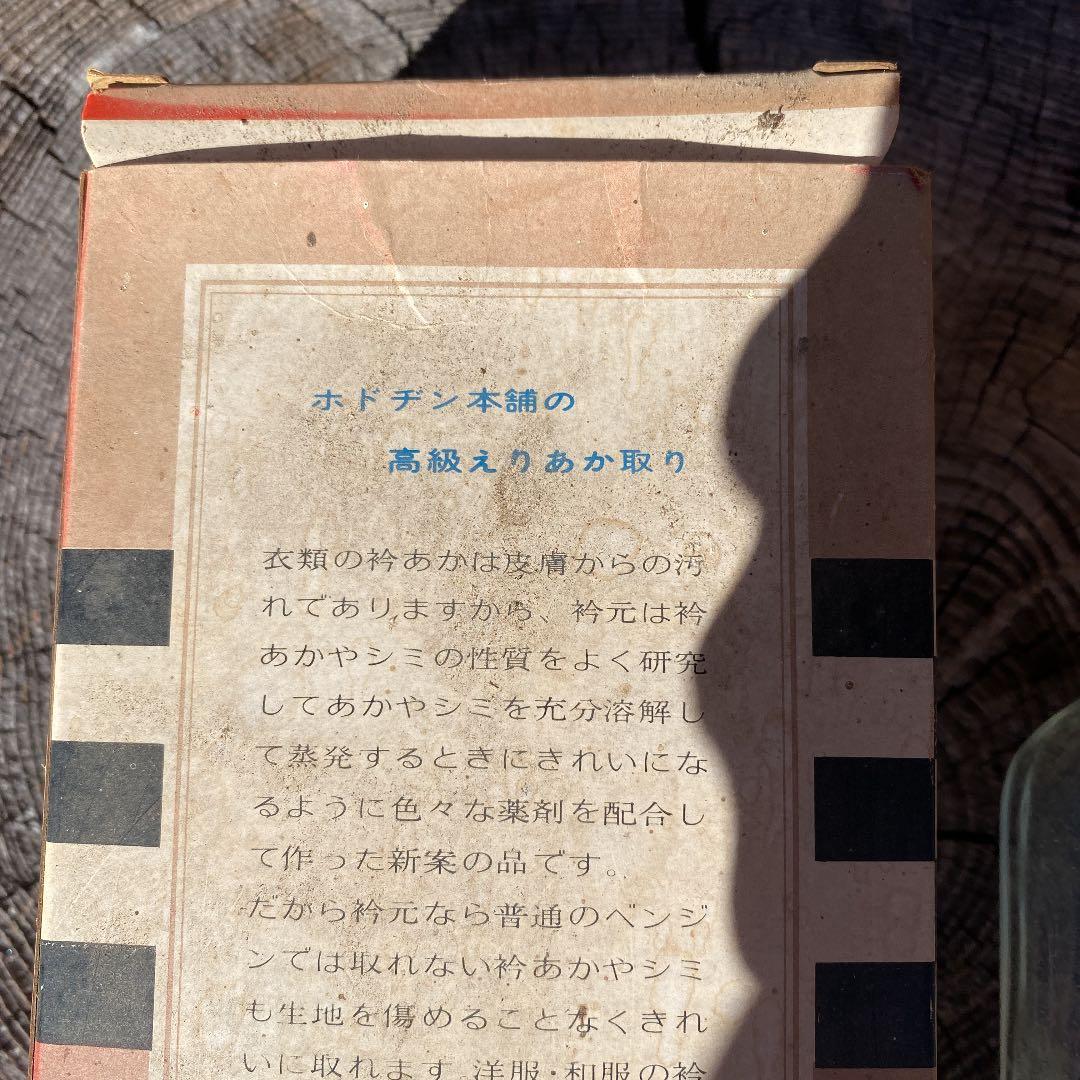 ホドヂン本舗の
高級えりあか取り
衣類の衿あかは皮膚からの汚
れでありますから、衿元は衿
あかやシミの性質をよく研究
してあかやシミを充分溶解し
て蒸発するときにきれいにな
るように色々な薬剤を配合し
て作った新案の品です。
だから衿元なら普通のベンジ
ンでは取れない衿あかやシミ
も生地を傷めることなくきれ
いに取れます。洋服・和服の衿